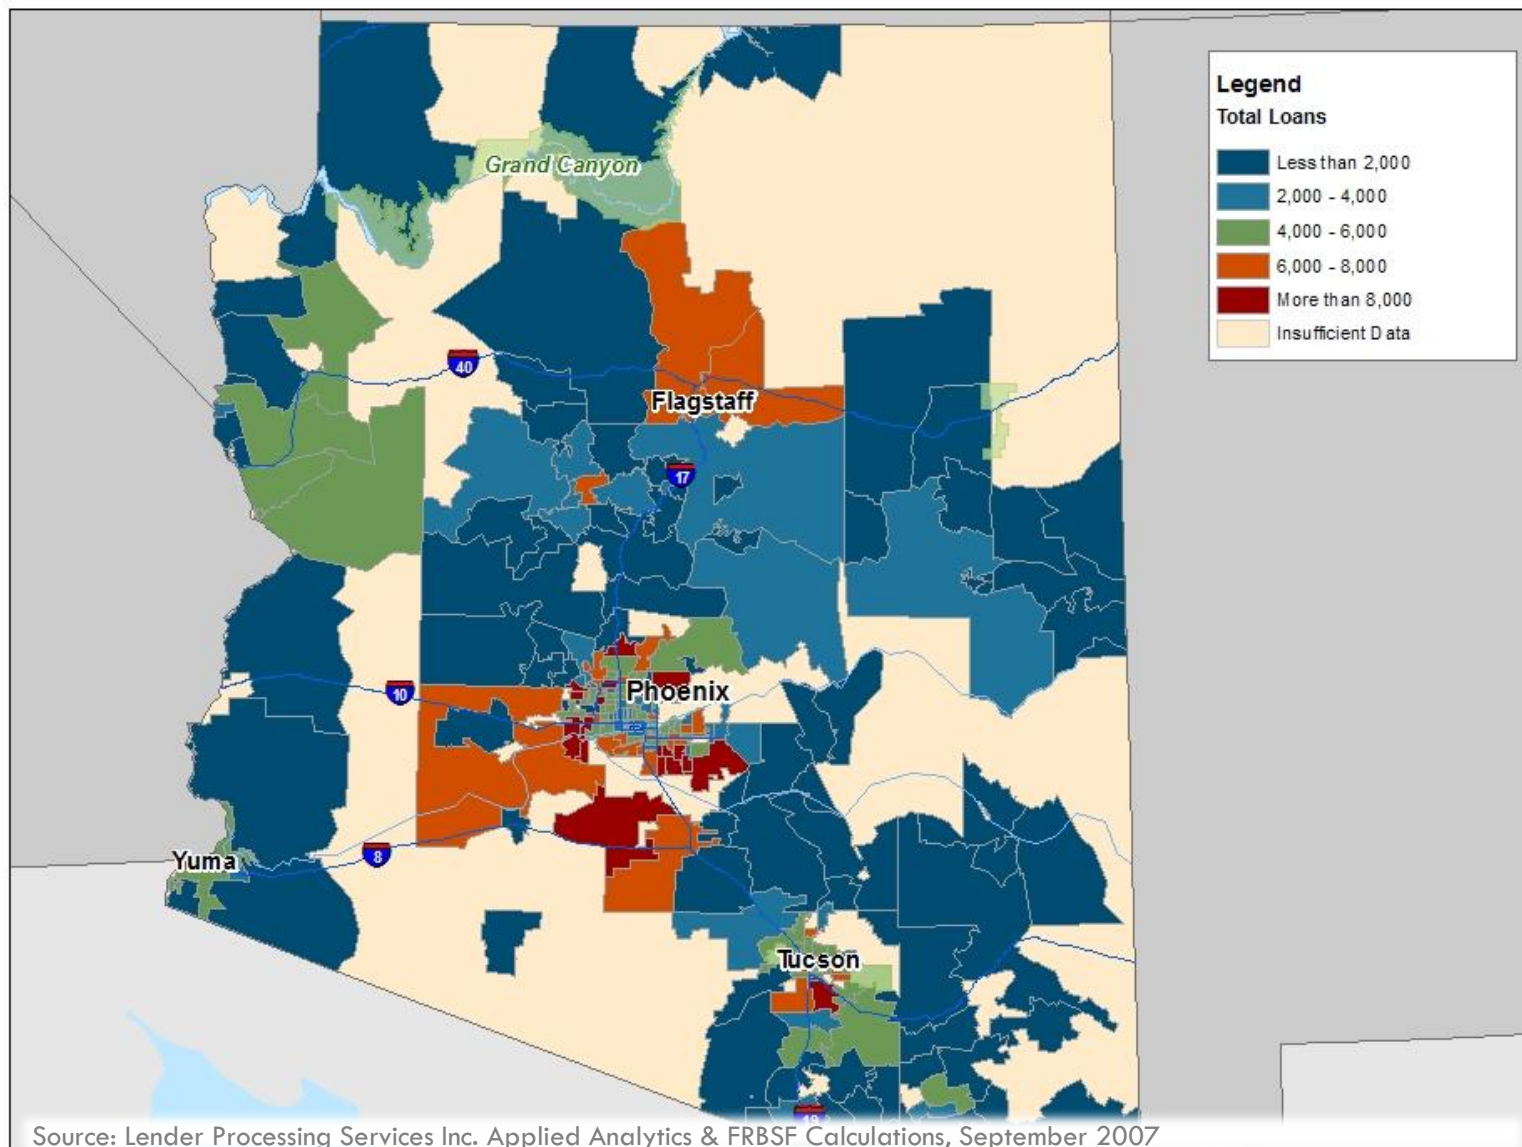 Legend
Total Loans
Less than 2,000
2,000 - 4,000
4,000 - 6,000
6,000 - 8,000
More than 8,000
Insufficient Data
Grand Canyon
40
Flagstaff
17
10
Phoenix
Yuma
8
Tucson
19
Source: Lender Processing Services Inc. Applied Analytics & FRBSF Calculations, September 2007